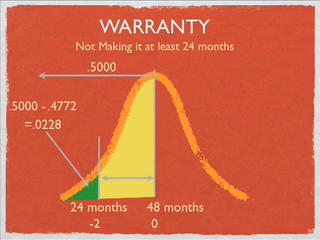 WARRANTY
Not Making it at least 24 months
.5000
.5000 -.4772
=.0228
24 months 48 months
-2 0